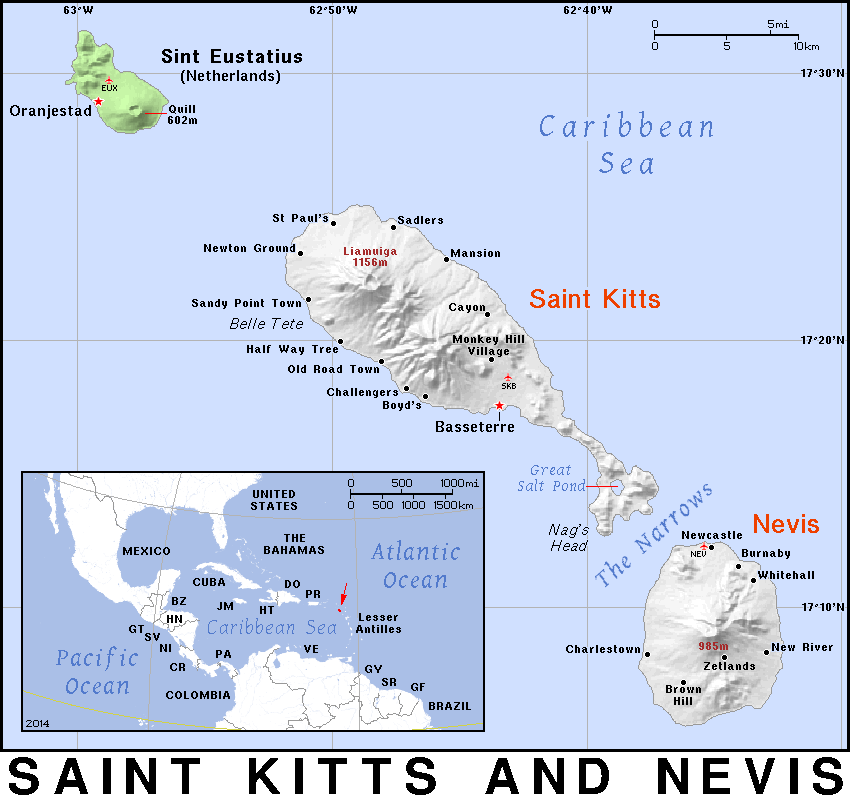 63°W
62°50'W
62°40'W
0 5mi
0 5 10km
Sint Eustatius
(Netherlands)
17°30'N
EUX
Oranjestad
Quill
602m
Caribbean
Sea
St Paul's
Sadlers
Newton Ground
Liamuiga
1156m
Mansion
Saint Kitts
Sandy Point Town
Cayon
Belle Tete
Monkey Hill
Village
17°20'N
Half Way Tree
Old Road Town
SKB
Challengers
Boyd's
Basseterre
Great
Salt Pond
Nag's
Head
The Narrows
Nevis
Newcastle
NEV
Burnaby
Whitehall
17°10'N
Charlestown
985m
New River
Zetlands
Brown
Hill
0 500 1000mi
0 500 1000 1500km
UNITED
STATES
MEXICO
THE
BAHAMAS
Atlantic
Ocean
CUBA
DO
PR
BZ
JM
HT
HN
Lesser
Antilles
GT
SV
Caribbean Sea
NI
PA
VE
Pacific
Ocean
CR
GY
SR
GF
COLOMBIA
BRAZIL
2014
SAINT KITTS AND NEVIS